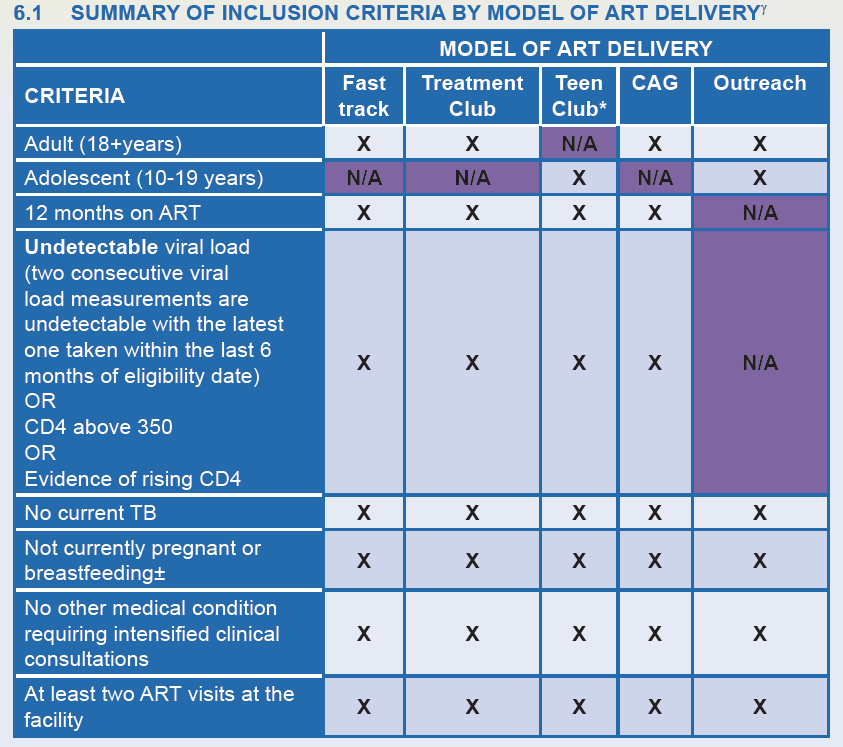 6.1 SUMMARY OF INCLUSION CRITERIA BY MODEL OF ART DELIVERYγ
MODEL OF ART DELIVERY
CRITERIA
Fast track
Treatment Club
Teen Club*
CAG
Outreach
Adult (18+years) X X N/A X X
Adolescent (10-19 years) N/A N/A X N/A X
12 months on ART X X X X N/A
Undetectable viral load
(two consecutive viral
load measurements are
undetectable with the latest
one taken within the last 6
months of eligibility date)
OR
CD4 above 350
OR
Evidence of rising CD4
X X X X N/A
No current TB X X X X X
Not currently pregnant or
breastfeeding±
X X X X X
No other medical condition
requiring intensified clinical
consultations
X X X X X
At least two ART visits at the
facility
X X X X X